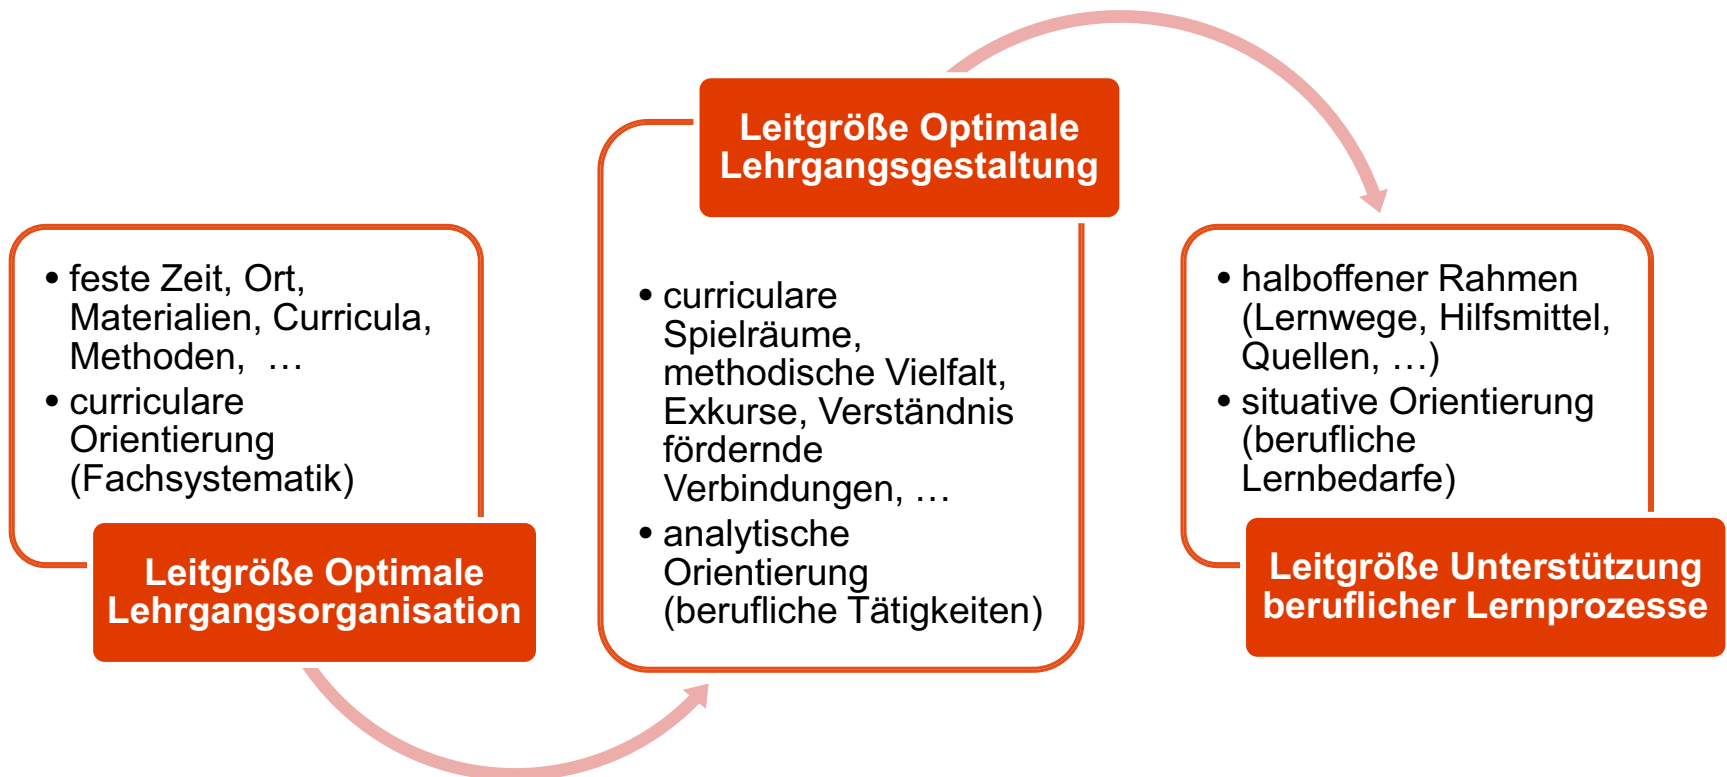 • feste Zeit, Ort,
Materialien, Curricula,
Methoden, …
• curriculare
Orientierung
(Fachsystematik)
Leitgröße Optimale
Lehrgangsorganisation
Leitgröße Optimale
Lehrgangsgestaltung
• curriculare
Spielräume,
methodische Vielfalt,
Exkurse, Verständnis
fördernde
Verbindungen, …
• analytische
Orientierung
(berufliche Tätigkeiten)
• halboffener Rahmen
(Lernwege, Hilfsmittel,
Quellen, …)
• situative Orientierung
(berufliche
Lernbedarfe)
Leitgröße Unterstützung
beruflicher Lernprozesse